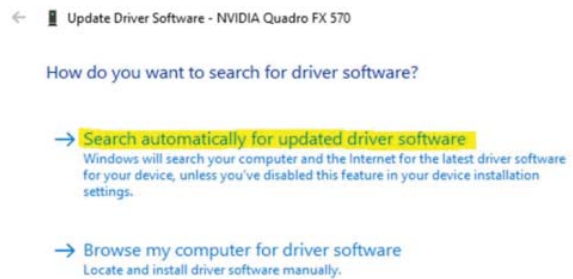 Update Driver Software - NVIDIA Quadro FX 570
How do you want to search for driver software?
Search automatically for updated driver software
Windows will search your computer and the Internet for the latest driver software
for your device, unless you've disabled this feature in your device installation
settings.
Browse my computer for driver software
Locate and install driver software manually.